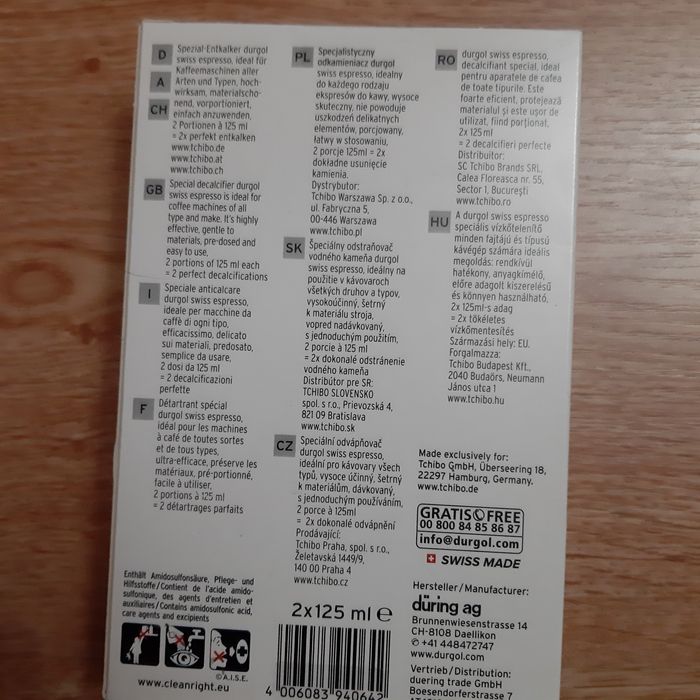 D
A
CH
Spezial-Entkalker durgol
swiss espresso, ideal für
Kaffeemaschinen aller
Arten und Typen, hoch-
wirksam, materialscho-
nend, vorportioniert,
einfach anzuwenden.
2 Portionen à 125 ml
= 2x perfekt entkalken
www.tchibo.de
www.tchibo.at
www.tchibo.ch
GB
Special decalcifier durgol
swiss espresso is ideal for
coffee machines of all
type and make. It's highly
effective, gentle to
materials, pre-dosed and
easy to use.
2 portions of 125 ml each
= 2 perfect decalcifications
I
Speciale anticalcare
durgol swiss espresso,
ideale per macchine da
caffè di ogni tipo,
efficacissimo, delicato
sui materiali, predosato,
semplice da usare,
2 dosi da 125 ml
= 2 decalcificazioni
perfette
F
Détartrant spécial
durgol swiss espresso,
idéal pour les machines
à café de toutes sortes
et de tous types,
ultra-efficace, préserve les
matériaux, pré-portionné,
facile à utiliser,
2 portions à 125 ml
= 2 détartrages parfaits
Enthält Amidosulfonsäure, Pflege- und
Hilfsstoffe/Contient de l'acide amido-
sulfonique, des agents d'entretien et
auxiliaires/Contains amidosulfonic acid,
care agents and excipients
©A.I.S.E.
www.cleanright.eu
PL
Specjalistyczny
odkamieniacz durgol
swiss espresso, idealny
do każdego rodzaju
ekspresów do kawy, wysoce
skuteczny, nie powoduje
uszkodzeń delikatnych
elementów, porcjowany,
łatwy w stosowaniu,
2 porcje 125ml = 2x
dokładne usunięcie
kamienia.
Dystrybutor:
Tchibo Warszawa Sp. z o.o.,
ul. Fabryczna 5,
00-446 Warszawa
www.tchibo.pl
SK
Špeciálny odstraňovač
vodného kameňa durgol
swiss espresso, ideálny na
použitie v kávovaroch
všetkých druhov a typov,
vysokoúčinný, šetrný
k materiálu stroja,
vopred nadávkovaný,
s jednoduchým použitím,
2 porcie à 125 ml
= 2x dokonalé odstránenie
vodného kameňa
Distribútor pre SR:
TCHIBO SLOVENSKO
spol. s r.o., Prievozská 4,
821 09 Bratislava
www.tchibo.sk
CZ
Speciální odvápňovač
durgol swiss espresso,
ideální pro kávovary všech
typů, vysoce účinný, šetrný
k materiálům, dávkovaný,
s jednoduchým používáním,
2 porce à 125ml
= 2x dokonalé odvápnění
Prodávající:
Tchibo Praha, spol. s r.o.,
Želetavská 1449/9,
140 00 Praha 4
www.tchibo.cz
2x125 ml e
4 006083 940642
RO
durgol swiss espresso,
decalcifiant special, ideal
pentru aparatele de cafea
de toate tipurile. Este
foarte eficient, protejează
materialul şi este uşor de
utilizat, fiind porţionat,
2x 125 ml
= 2 decalcifieri perfecte
Distribuitor:
SC Tchibo Brands SRL,
Calea Floreasca nr. 55,
Sector 1, Bucureşti
www.tchibo.ro
HU
A durgol swiss espresso
speciális vízkőtelenítő
minden fajtájú és típusú
kávégép számára ideális
megoldás: rendkívül
hatékony, anyagkímélő,
előre adagolt kiszerelésű
és könnyen használható,
2x 125ml-s adag
= 2x tökéletes
vízkőmentesítés
Származási hely: EU.
Forgalmazza:
Tchibo Budapest Kft.,
2040 Budaörs, Neumann
János utca 1
www.tchibo.hu
Made exclusively for:
Tchibo GmbH, Überseering 18,
22297 Hamburg, Germany.
www.tchibo.de
GRATIS FREE
00 800 84 85 86 87
info@durgol.com
SWISS MADE
Hersteller/Manufacturer:
düring ag
Brunnenwiesenstrasse 14
CH-8108 Daellikon
✆ +41 448472747
www.durgol.com
Vertrieb/Distribution:
duering trade GmbH
Boesendorferstrasse 7